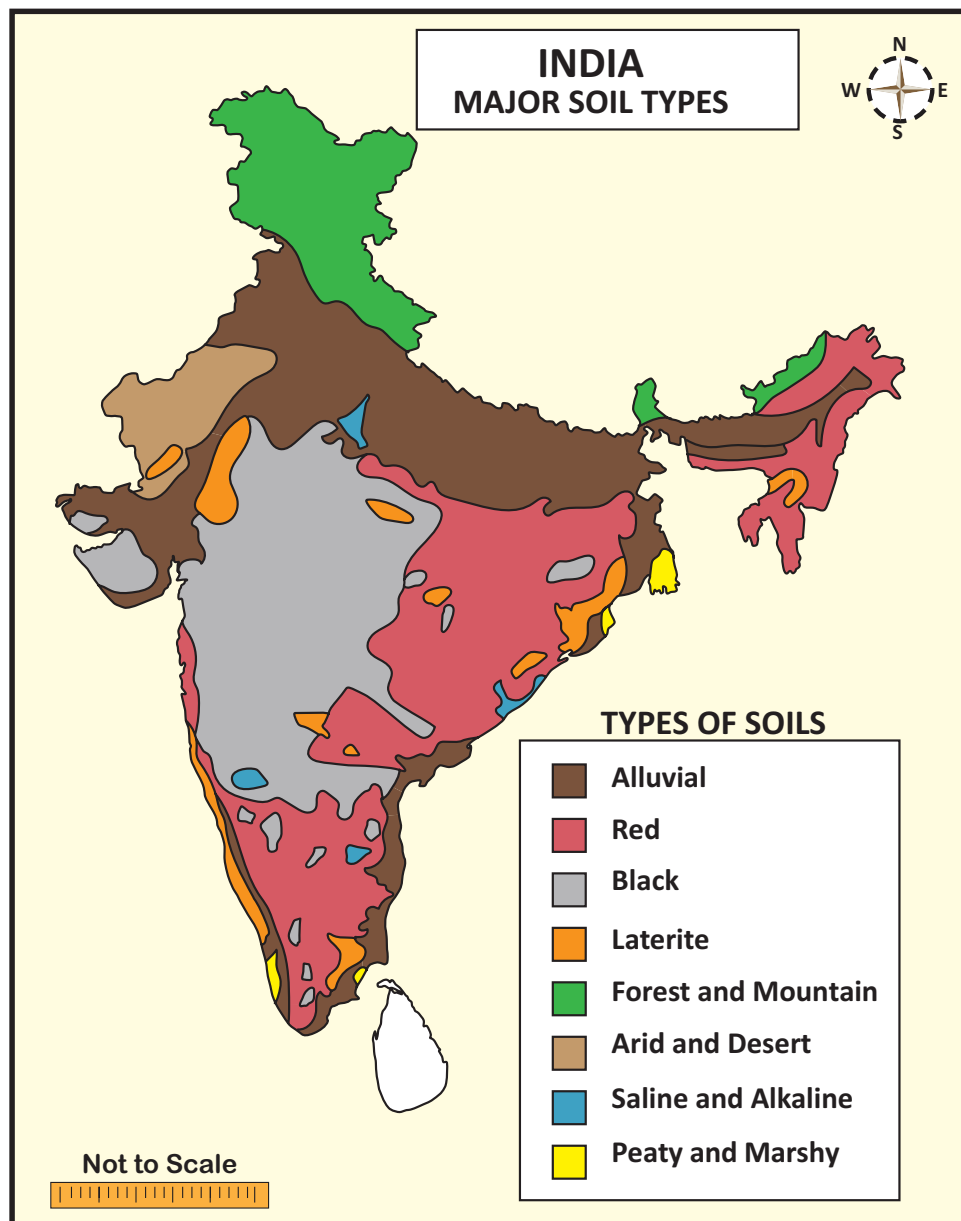 INDIA
MAJOR SOIL TYPES
N
W E
S
TYPES OF SOILS
Alluvial
Red
Black
Laterite
Forest and Mountain
Arid and Desert
Saline and Alkaline
Peaty and Marshy
Not to Scale